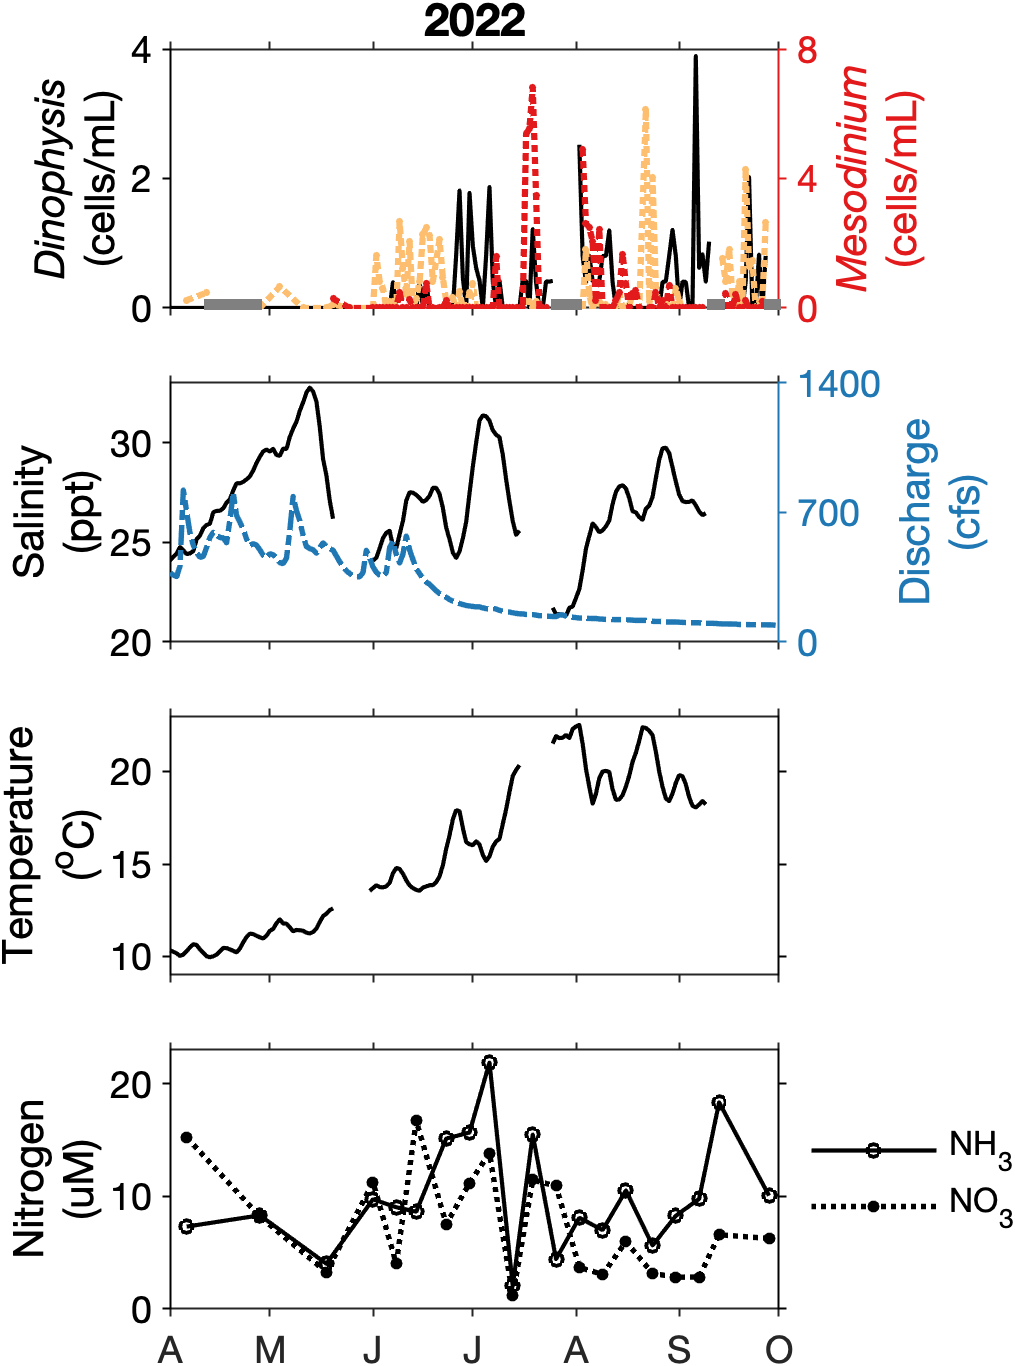 2022
Dinophysis
(cells/mL)
4
2
0
8
4
0
Mesodinium
(cells/mL)
Salinity
(ppt)
30
25
20
1400
700
0
Discharge
(cfs)
Temperature
(ºC)
20
15
10
Nitrogen
(uM)
20
10
0
NH3
NO3
A M J J A S O